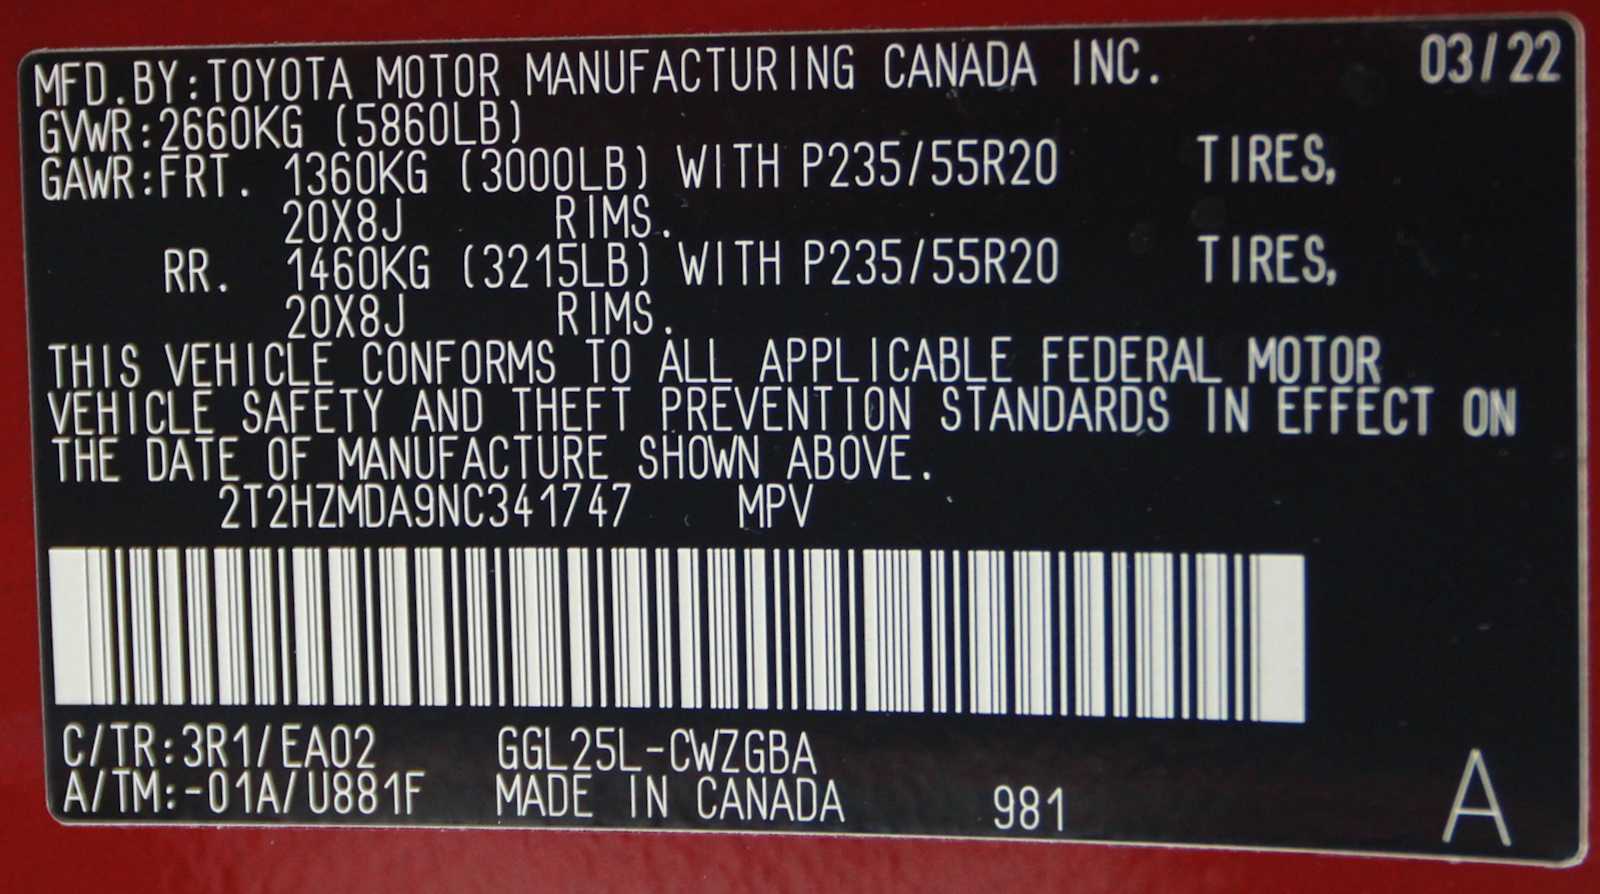 MFD.BY:TOYOTA MOTOR MANUFACTURING CANADA INC. 03/22
GVWR:2660KG (5860LB)
GAWR:FRT. 1360KG (3000LB) WITH P235/55R20 TIRES,
20X8J RIMS.
RR. 1460KG (3215LB) WITH P235/55R20 TIRES,
20X8J RIMS.
THIS VEHICLE CONFORMS TO ALL APPLICABLE FEDERAL MOTOR
VEHICLE SAFETY AND THEFT PREVENTION STANDARDS IN EFFECT ON
THE DATE OF MANUFACTURE SHOWN ABOVE.
2T2HZMDA9NC341747 MPV
C/TR:3R1/EA02 GGL25L-CWZGBA
A/TM:-01A/U881F MADE IN CANADA 981 A